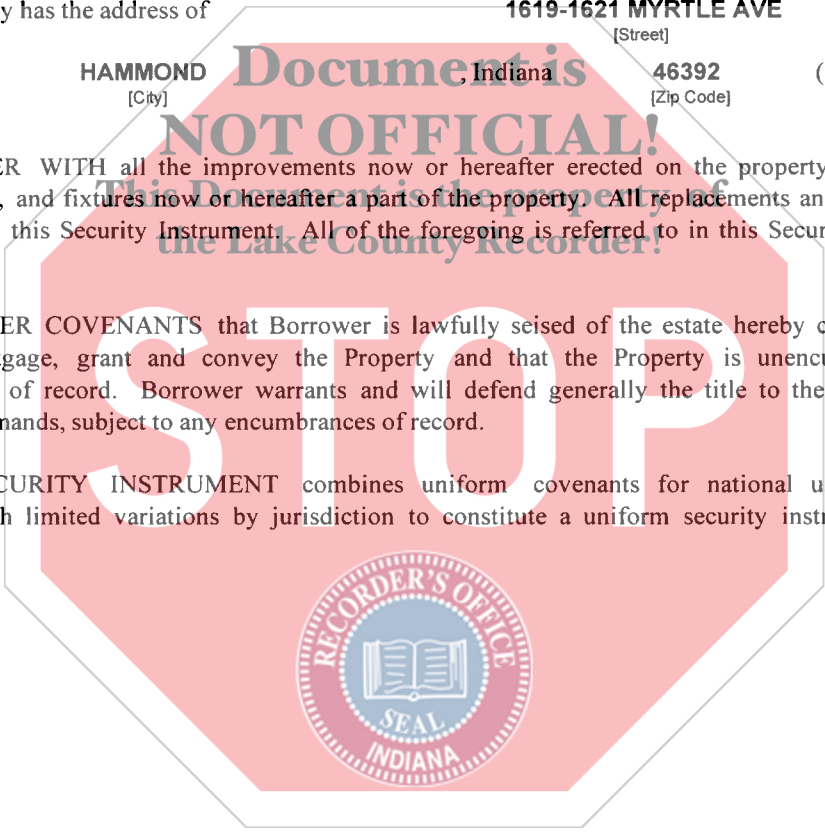 y has the address of 1619-1621 MYRTLE AVE
[Street]
HAMMOND , Indiana 46392 (
[City] [Zip Code]
Document is
NOT OFFICIAL!
This Document is the property of
the Lake County Recorder!
ER WITH all the improvements now or hereafter erected on the property
, and fixtures now or hereafter a part of the property. All replacements an
this Security Instrument. All of the foregoing is referred to in this Secur
ER COVENANTS that Borrower is lawfully seised of the estate hereby c
gage, grant and convey the Property and that the Property is unencu
of record. Borrower warrants and will defend generally the title to the
mands, subject to any encumbrances of record.
CURITY INSTRUMENT combines uniform covenants for national u
h limited variations by jurisdiction to constitute a uniform security instr
STOP
RECORDER'S OFFICE
SEAL
INDIANA